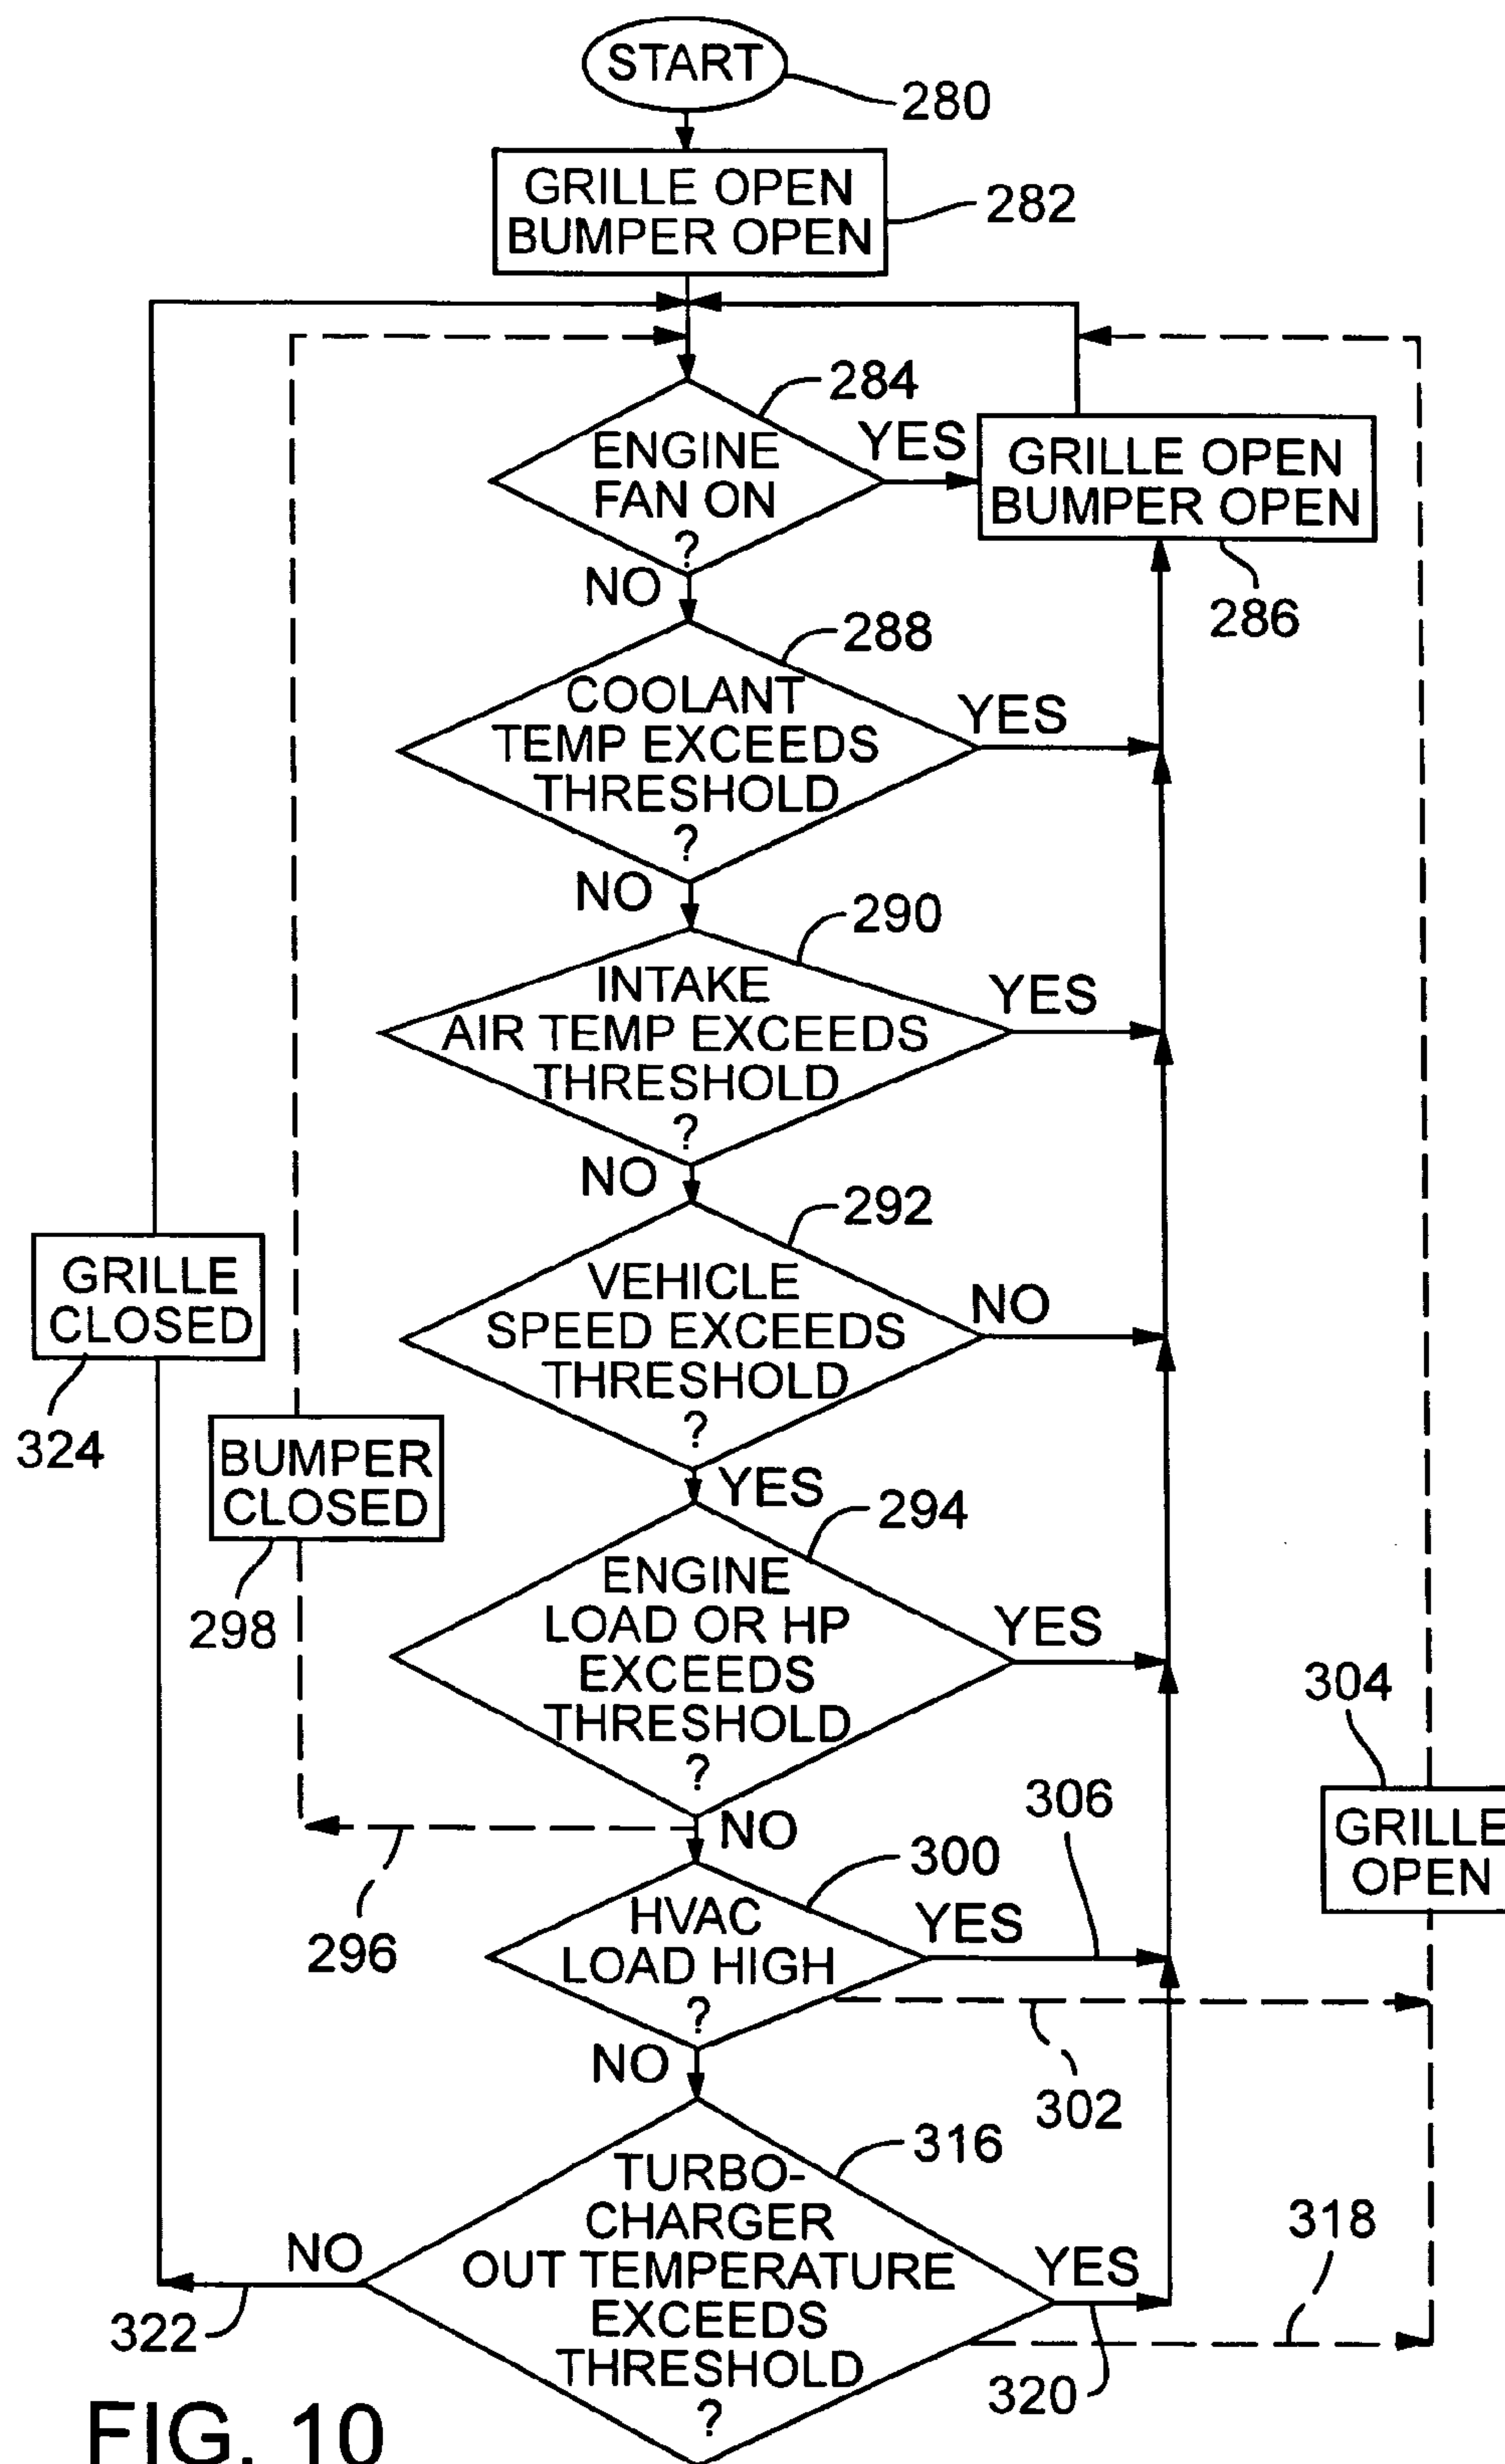 START
280
GRILLE OPEN
BUMPER OPEN
282
284
ENGINE
FAN ON
?
YES
GRILLE OPEN
BUMPER OPEN
286
NO
288
COOLANT
TEMP EXCEEDS
THRESHOLD
?
YES
NO
290
INTAKE
AIR TEMP EXCEEDS
THRESHOLD
?
YES
NO
292
VEHICLE
SPEED EXCEEDS
THRESHOLD
?
NO
GRILLE
CLOSED
324
BUMPER
CLOSED
298
YES
294
ENGINE
LOAD OR HP
EXCEEDS
THRESHOLD
?
YES
304
GRILLE
OPEN
NO
296
300
HVAC
LOAD HIGH
?
YES
306
302
NO
316
TURBO-
CHARGER
OUT TEMPERATURE
EXCEEDS
THRESHOLD
?
YES
318
320
NO
322
FIG. 10